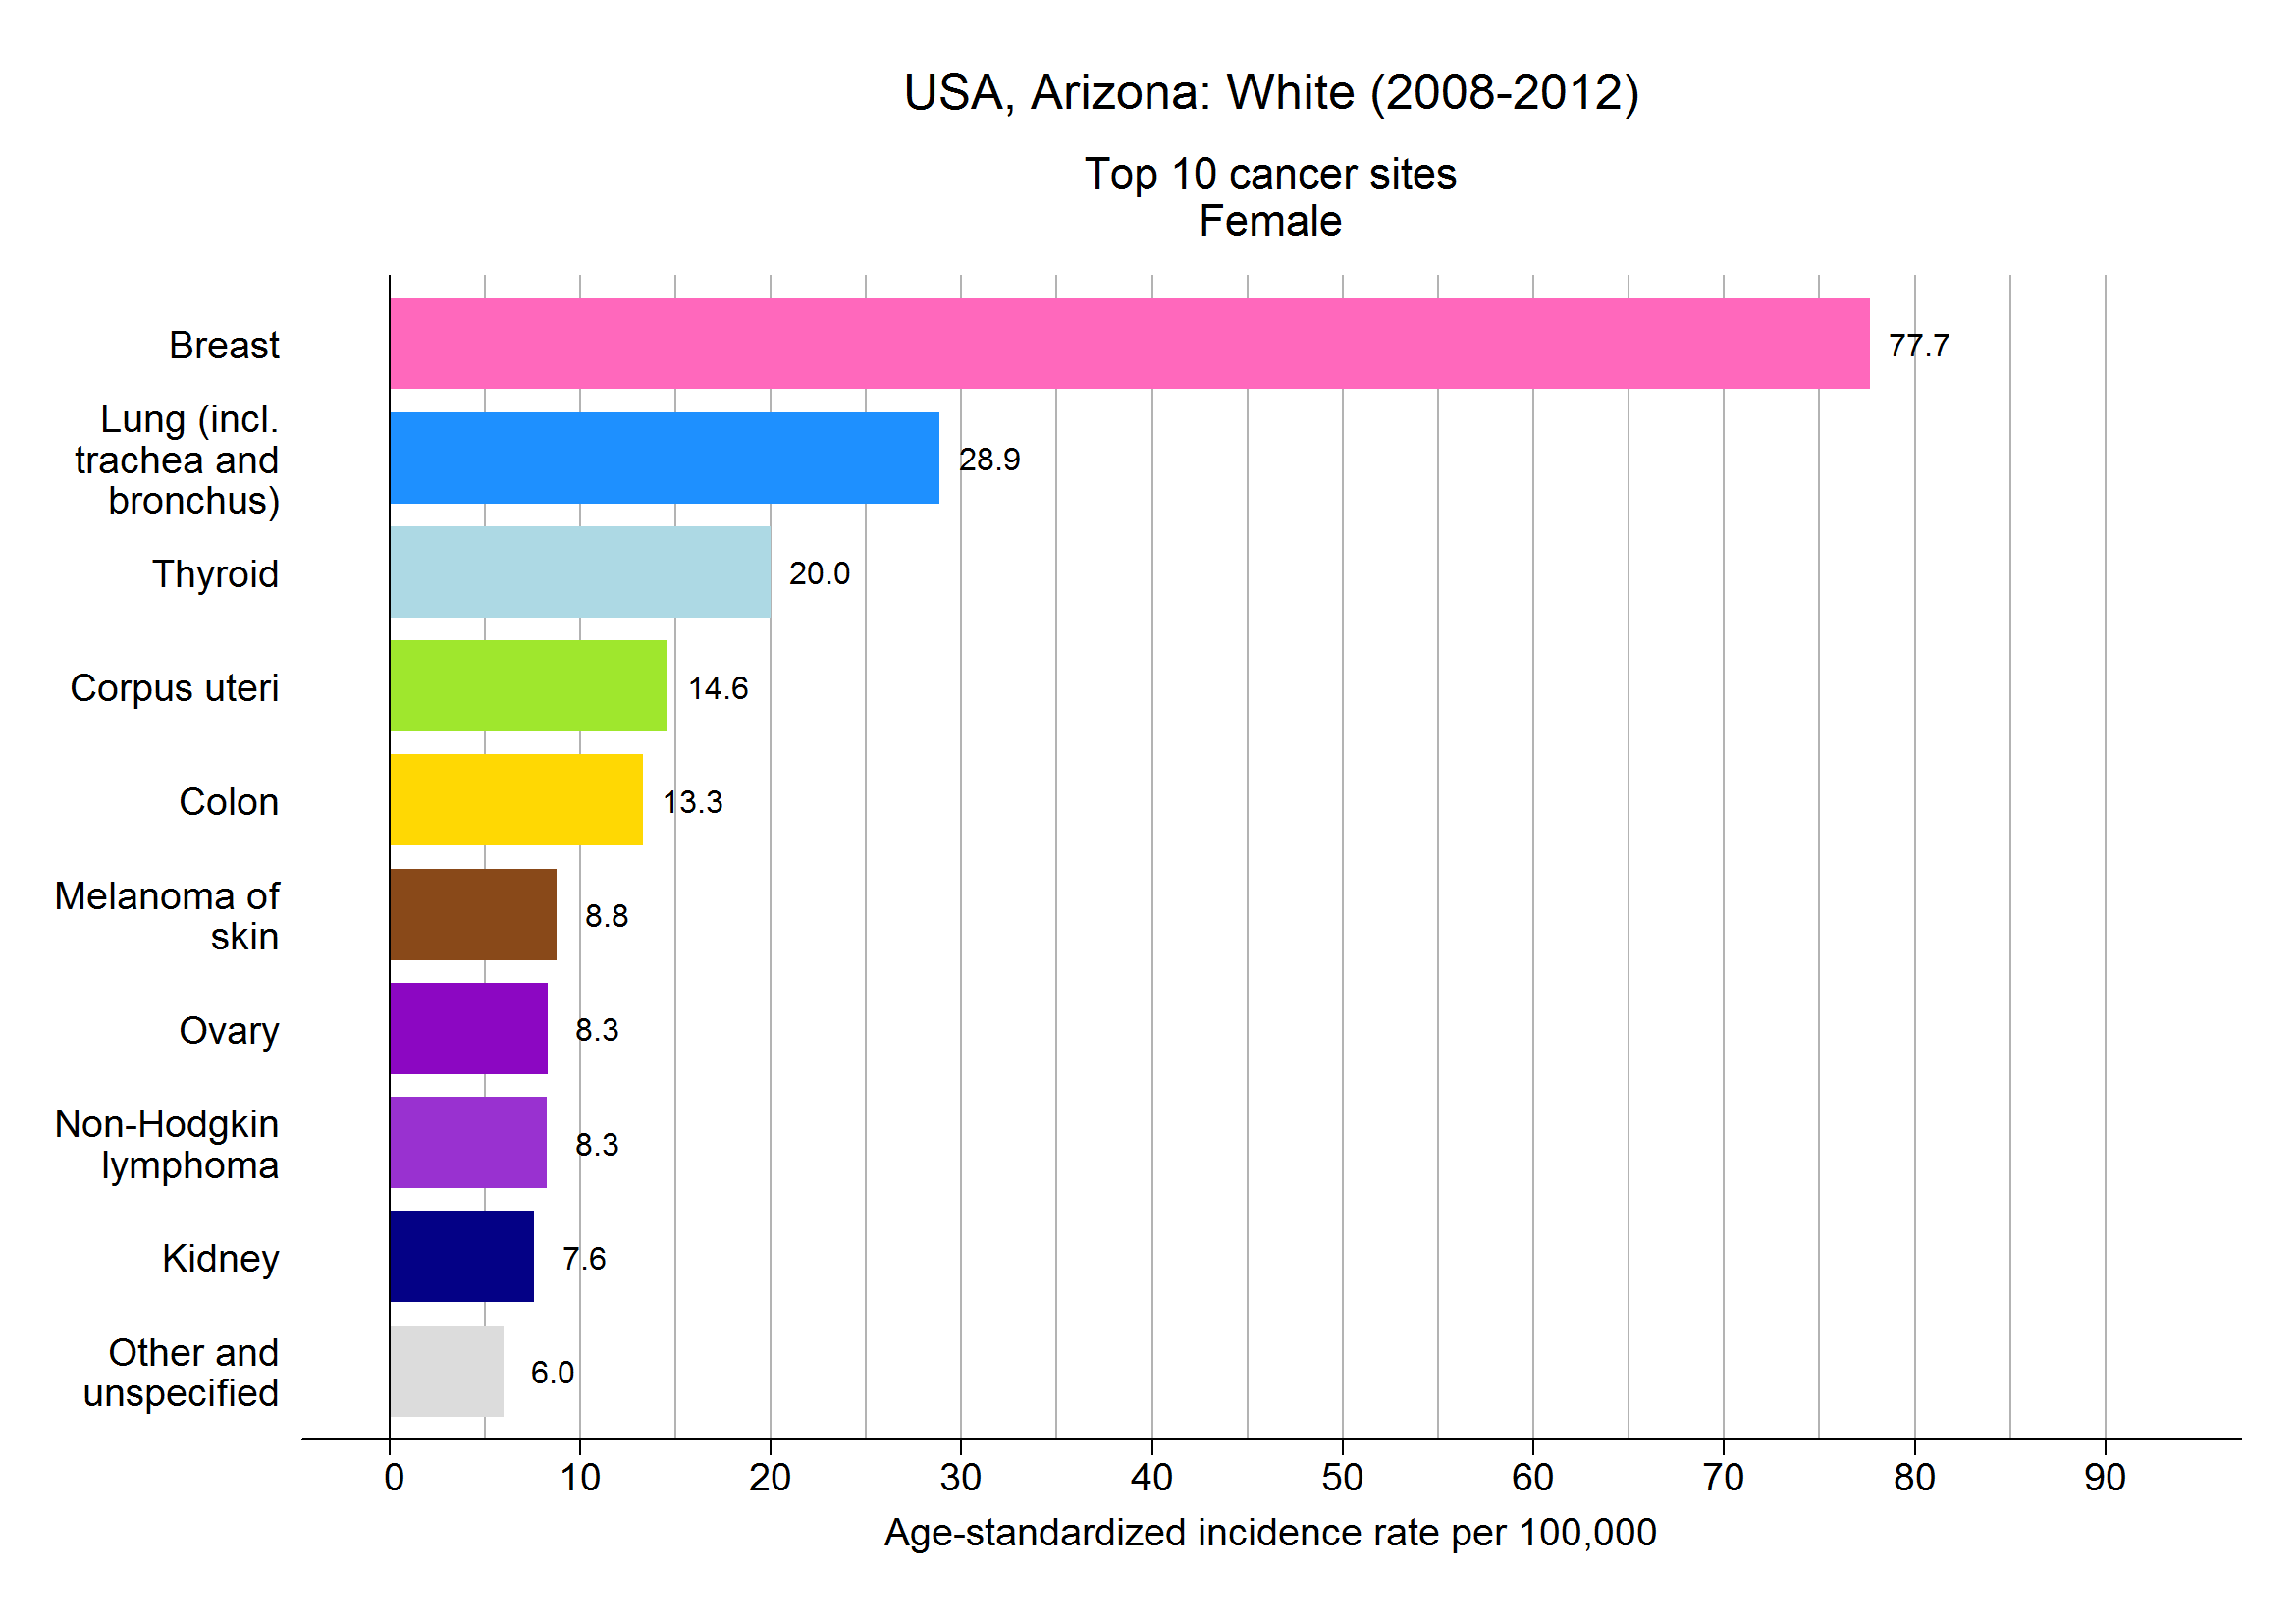 USA, Arizona: White (2008-2012)
Top 10 cancer sites
Female
Breast
77.7
Lung (incl.
trachea and
bronchus)
28.9
Thyroid
20.0
Corpus uteri
14.6
Colon
13.3
Melanoma of
skin
8.8
Ovary
8.3
Non-Hodgkin
lymphoma
8.3
Kidney
7.6
Other and
unspecified
6.0
0 10 20 30 40 50 60 70 80 90
Age-standardized incidence rate per 100,000